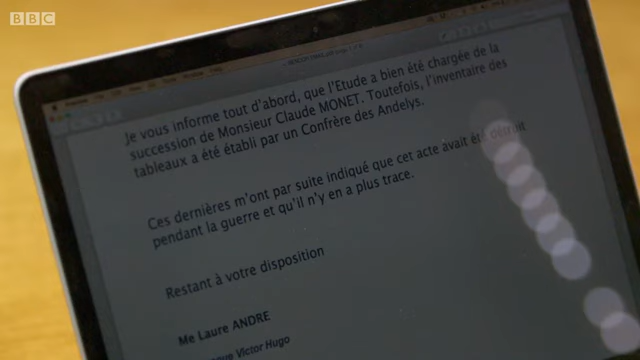 BBC
Je vous informe tout d'abord, que l'Etude a bien été chargée de la
succession de Monsieur Claude MONET. Toutefois, l'inventaire des
tableaux a été établi par un Confrère des Andelys.
Ces dernières m'ont par suite indiqué que cet acte avait été détruit
pendant la guerre et qu'il n'y en a plus trace.
Restant à votre disposition
Me Laure ANDRE
Victor Hugo